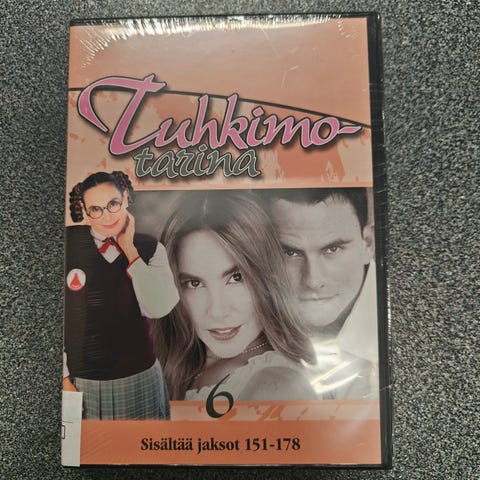 Tuhkimo-
tarina
6
Sisältää jaksot 151-178